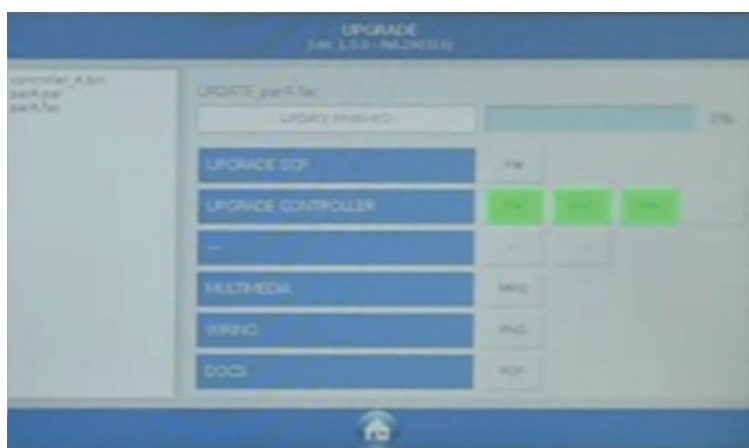 UPGRADE
controller_A.bin
parA.par
parA.fac
UPDATE_parA.fac
UPDATE FINISHED
0%
UPGRADE SCP FW
UPGRADE CONTROLLER FW
--
MULTIMEDIA MPG
WIRING PNG
DOCS PDF